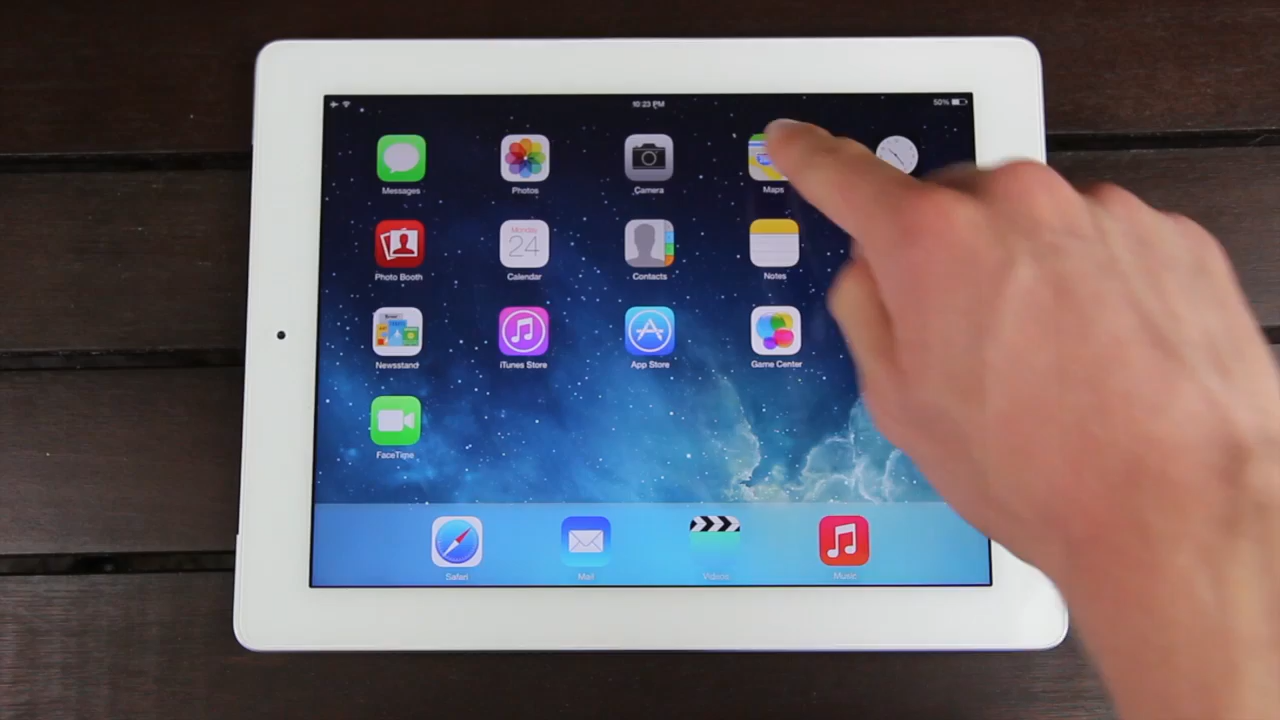 10:23 PM
50%
Messages
Photos
Camera
Maps
Photo Booth
Monday
24
Calendar
Contacts
Notes
Newsstand
iTunes Store
App Store
Game Center
FaceTime
Safari
Mail
Videos
Music